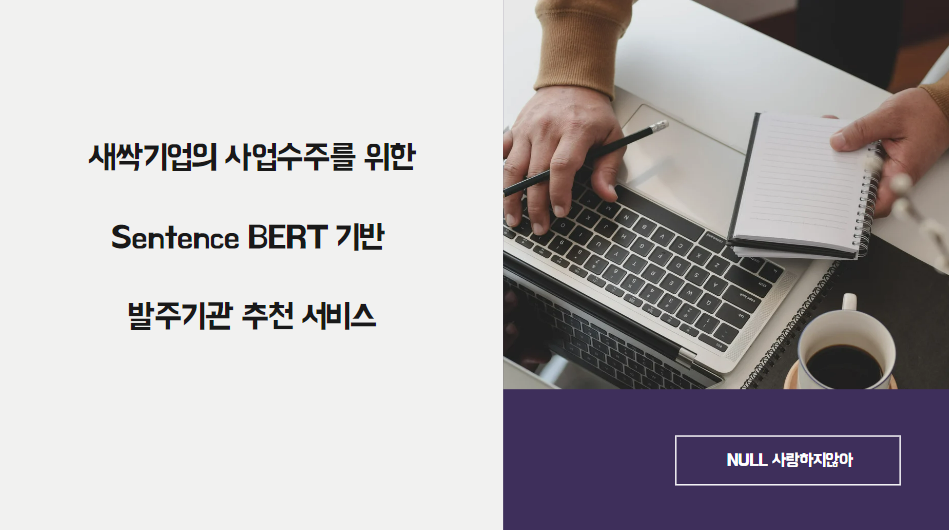 새싹기업의 사업수주를 위한
Sentence BERT 기반
발주기관 추천 서비스
NULL 사랑하지않아